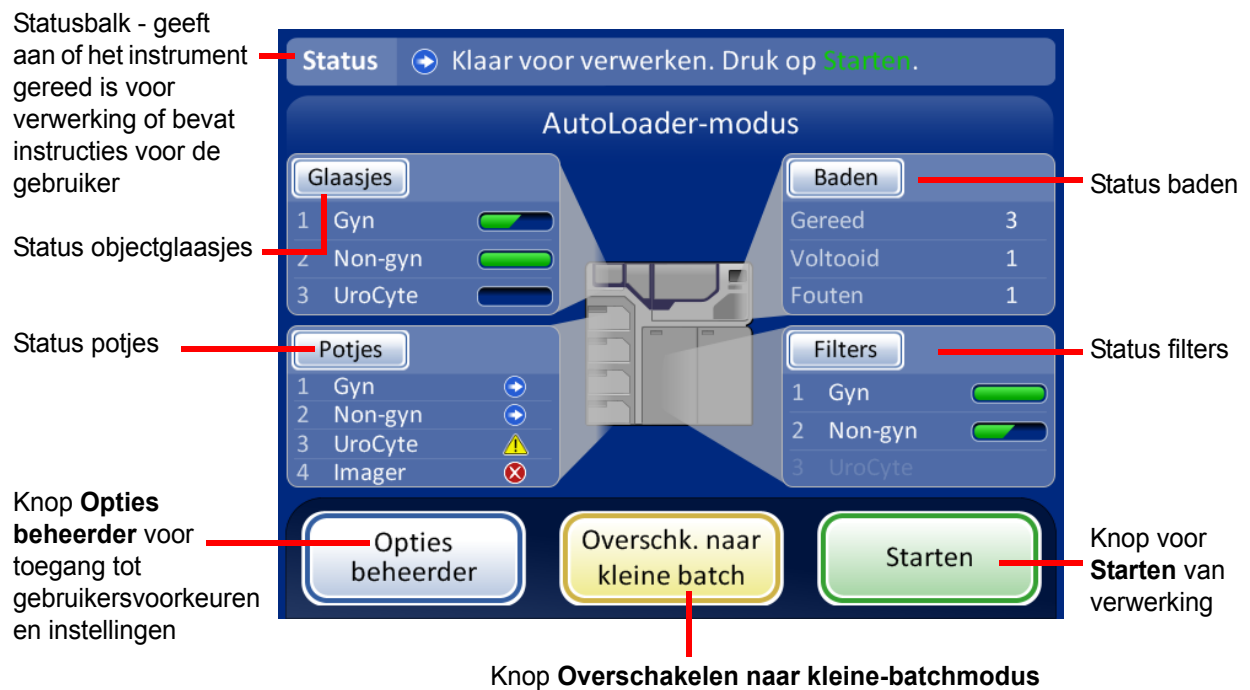 Statusbalk - geeft
aan of het instrument
gereed is voor
verwerking of bevat
instructies voor de
gebruiker
Status objectglaasjes
Status potjes
Knop Opties
beheerder voor
toegang tot
gebruikersvoorkeuren
en instellingen
Status
Klaar voor verwerken. Druk op Starten.
AutoLoader-modus
Glaasjes
1 Gyn
2 Non-gyn
3 UroCyte
Potjes
1 Gyn
2 Non-gyn
3 UroCyte
4 Imager
Baden
Gereed 3
Voltooid 1
Fouten 1
Filters
1 Gyn
2 Non-gyn
3 UroCyte
Opties
beheerder
Overschk. naar
kleine batch
Starten
Status baden
Status filters
Knop voor
Starten van
verwerking
Knop Overschakelen naar kleine-batchmodus